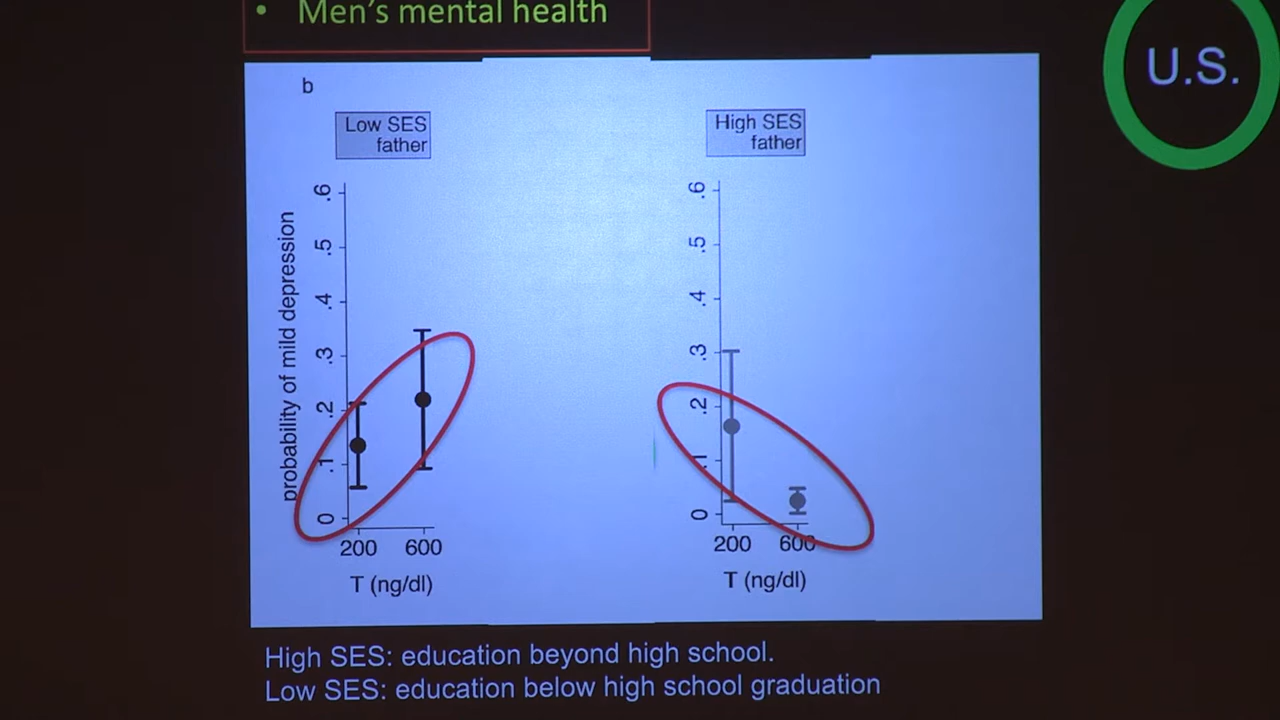 • Men's mental health
U.S.
b
Low SES
father
High SES
father
probability of mild depression
.6
.5
.4
.3
.2
.1
0
200 600
T (ng/dl)
.6
.5
.4
.3
.2
.1
0
200 600
T (ng/dl)
High SES: education beyond high school.
Low SES: education below high school graduation